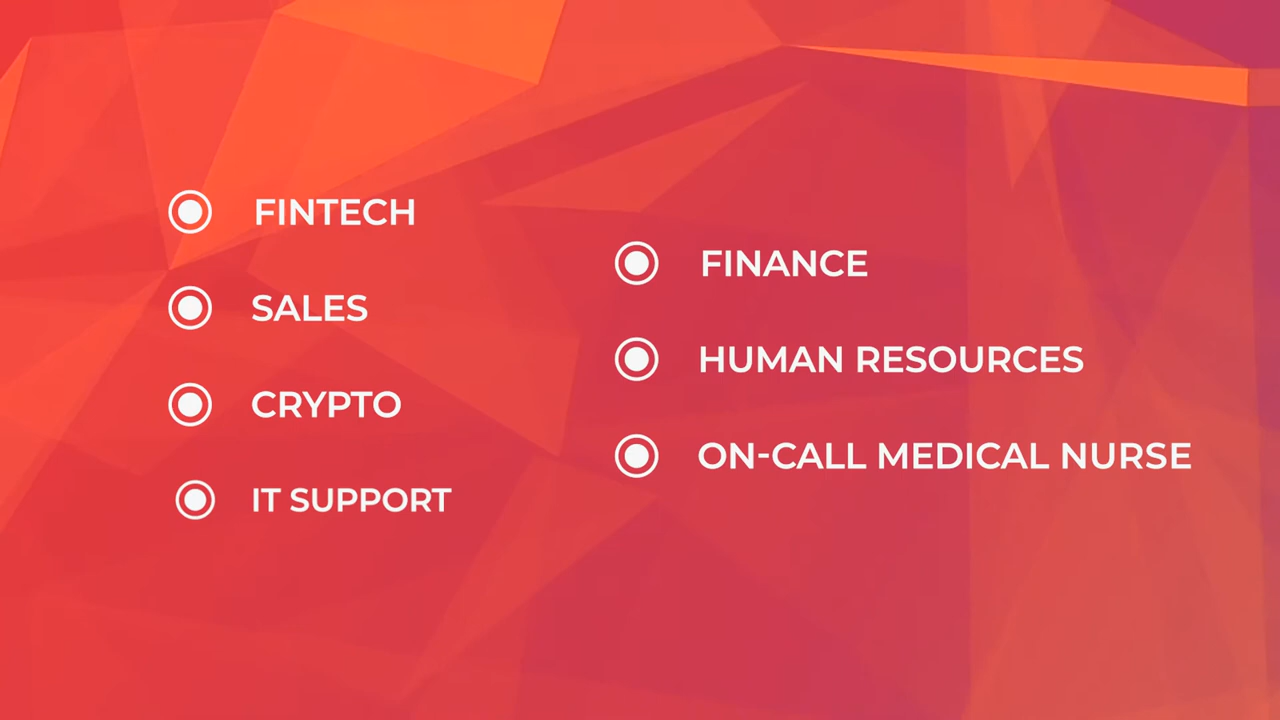 FINTECH
SALES
CRYPTO
IT SUPPORT
FINANCE
HUMAN RESOURCES
ON-CALL MEDICAL NURSE